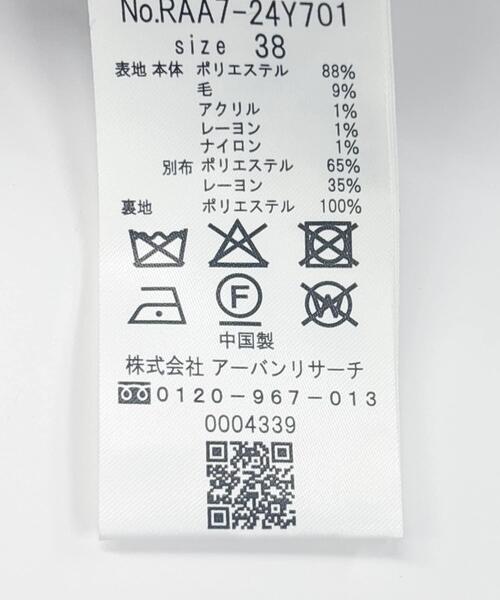 No.RAA7-24Y701
size 38
表地 本体 ポリエステル 88%
毛 9%
アクリル 1%
レーヨン 1%
ナイロン 1%
別布 ポリエステル 65%
レーヨン 35%
裏地 ポリエステル 100%
F W
中国製
株式会社 アーバンリサーチ
0120-967-013
0004339